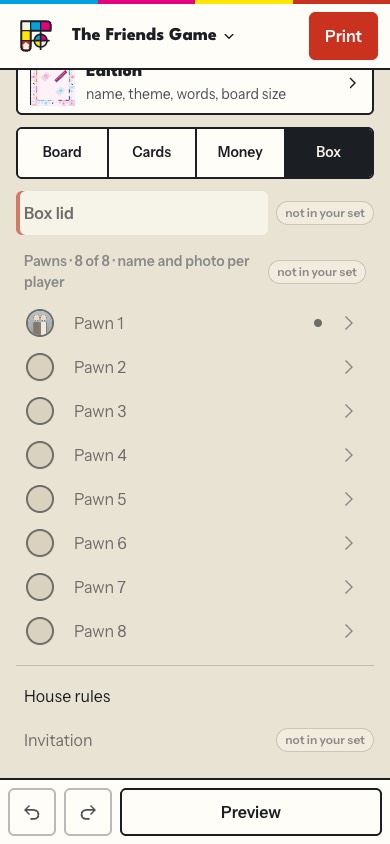 The Friends Game
Print
Edition
name, theme, words, board size
Board
Cards
Money
Box
Box lid
not in your set
Pawns · 8 of 8 · name and photo per
player
not in your set
Pawn 1
Pawn 2
Pawn 3
Pawn 4
Pawn 5
Pawn 6
Pawn 7
Pawn 8
House rules
Invitation
not in your set
Preview